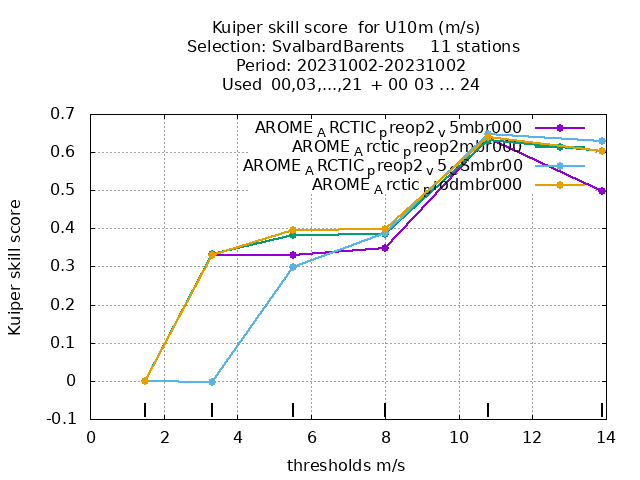 Kuiper skill score for U10m (m/s)
Selection: SvalbardBarents 11 stations
Period: 20231002-20231002
Used 00,03,...,21 + 00 03 ... 24
AROME_ARCTIC_preop2_v5mbr000
AROME_Arctic_preop2mbr000
AROME_ARCTIC_preop2_v5_sSmbr00
AROME_Arctic_prodmbr000
Kuiper skill score
0.7
0.6
0.5
0.4
0.3
0.2
0.1
0
-0.1
0 2 4 6 8 10 12 14
thresholds m/s